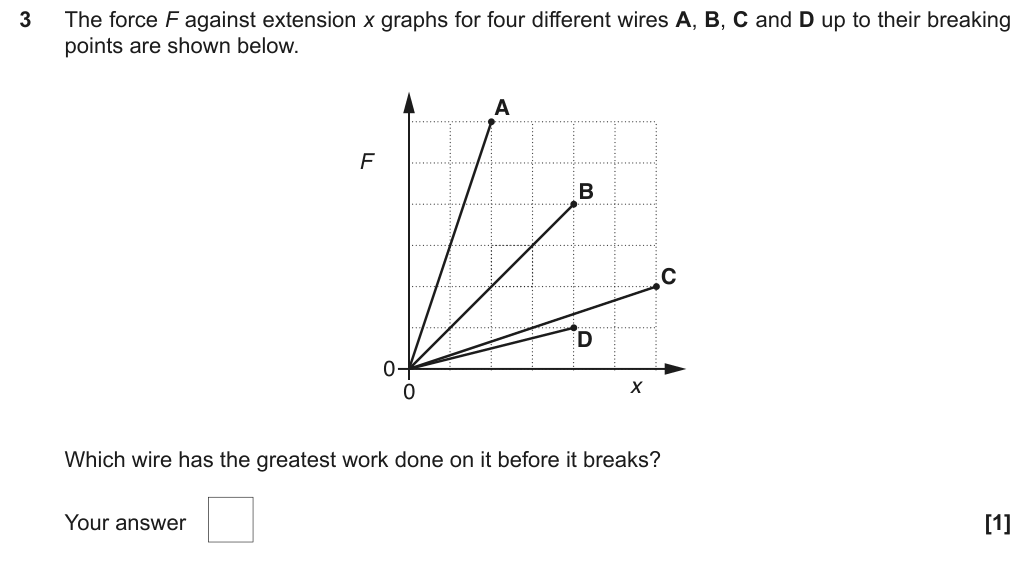 3 The force F against extension x graphs for four different wires A, B, C and D up to their breaking
points are shown below.
A
F
B
C
D
0
0
x
Which wire has the greatest work done on it before it breaks?
Your answer
[1]